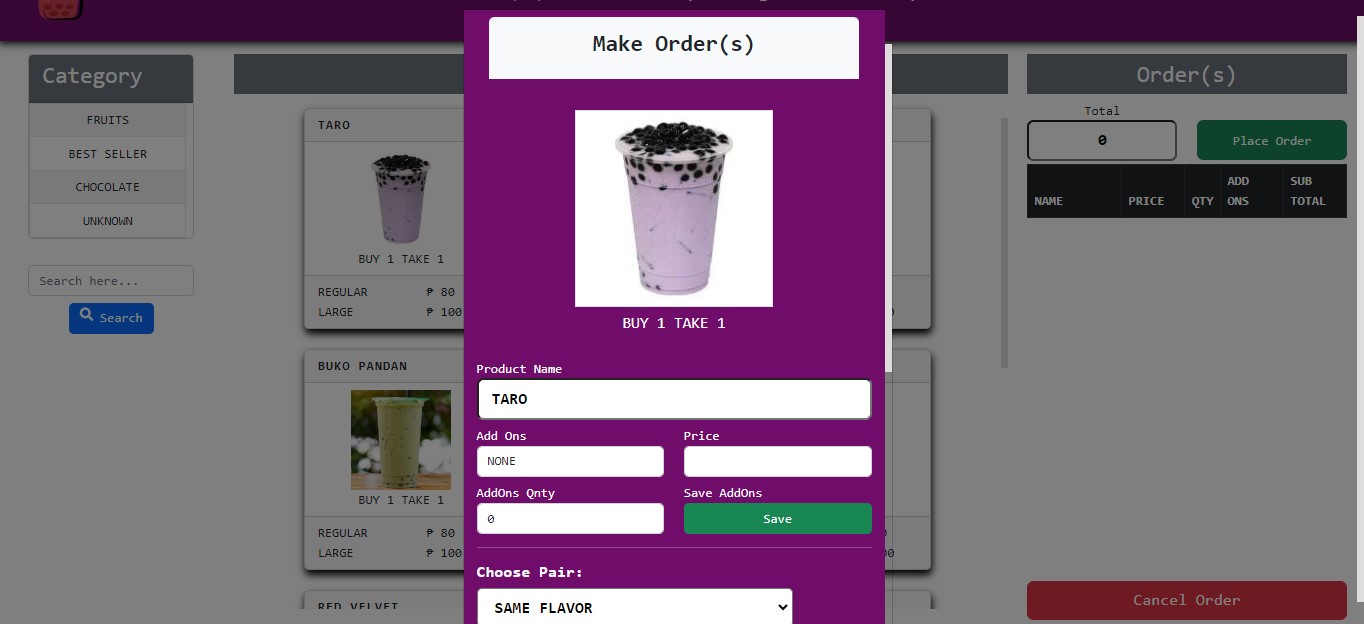 Category
FRUITS
BEST SELLER
CHOCOLATE
UNKNOWN
Search here...
Search
TARO
BUY 1 TAKE 1
REGULAR ₱ 80
LARGE ₱ 100
BUKO PANDAN
BUY 1 TAKE 1
REGULAR ₱ 80
LARGE ₱ 100
RED VELVET
Make Order(s)
BUY 1 TAKE 1
Product Name
TARO
Add Ons Price
NONE
AddOns Qnty Save AddOns
0 Save
Choose Pair:
SAME FLAVOR
Order(s)
Total
0 Place Order
NAME PRICE QTY ADD ONS SUB TOTAL
Cancel Order